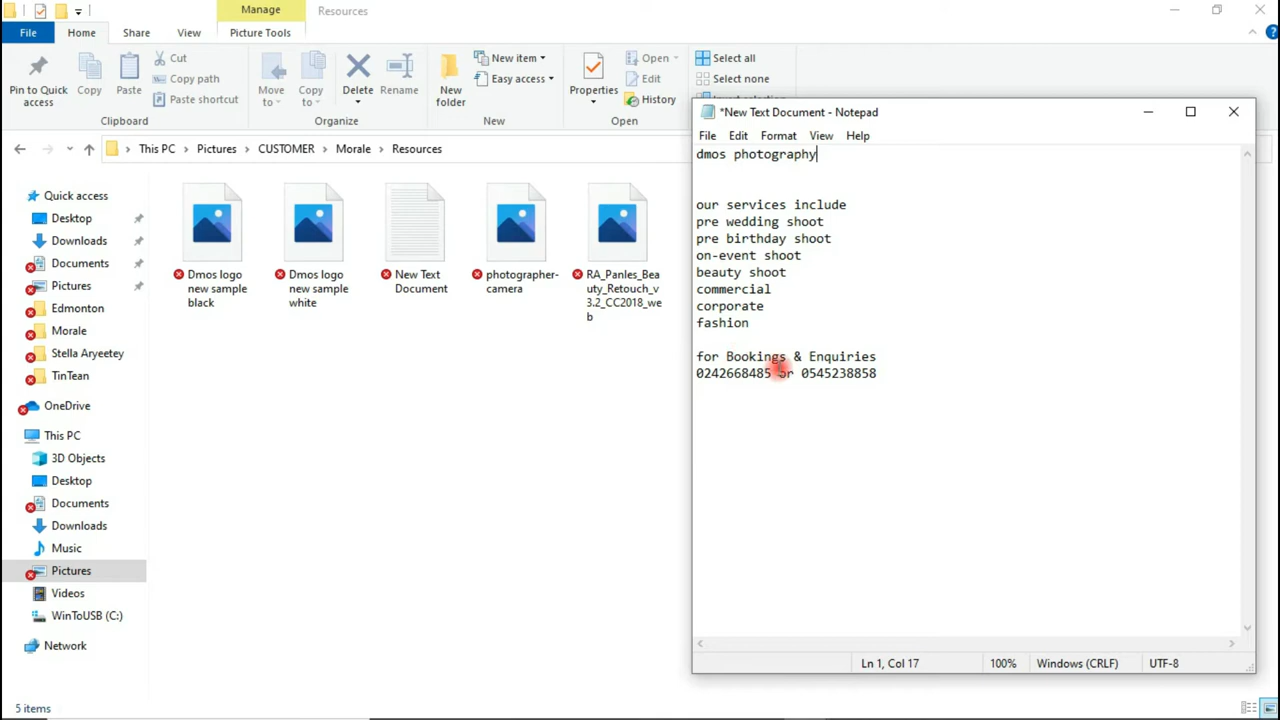 Manage
Resources
File
Home
Share
View
Picture Tools
Pin to Quick access
Copy
Paste
Cut
Copy path
Paste shortcut
Clipboard
Move to
Copy to
Delete
Rename
Organize
New folder
New item
Easy access
New
Properties
Open
Edit
History
Open
Select all
Select none
This PC
Pictures
CUSTOMER
Morale
Resources
Quick access
Desktop
Downloads
Documents
Pictures
Edmonton
Morale
Stella Aryeetey
TinTean
OneDrive
This PC
3D Objects
Desktop
Documents
Downloads
Music
Pictures
Videos
WinToUSB (C:)
Network
5 items
Dmos logo
new sample
black
Dmos logo
new sample
white
New Text
Document
photographer-
camera
RA_Panles_Bea
uty_Retouch_v
3.2_CC2018_we
b
*New Text Document - Notepad
File Edit Format View Help
dmos photography
our services include
pre wedding shoot
pre birthday shoot
on-event shoot
beauty shoot
commercial
corporate
fashion
for Bookings & Enquiries
0242668485 or 0545238858
Ln 1, Col 17
100%
Windows (CRLF)
UTF-8